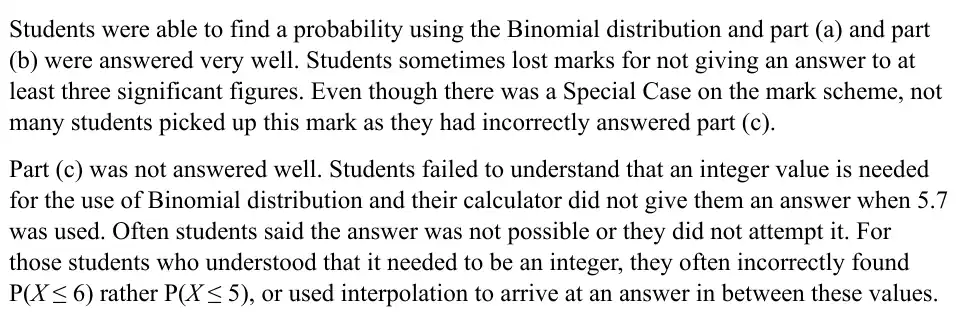 Students were able to find a probability using the Binomial distribution and part (a) and part
(b) were answered very well. Students sometimes lost marks for not giving an answer to at
least three significant figures. Even though there was a Special Case on the mark scheme, not
many students picked up this mark as they had incorrectly answered part (c).
Part (c) was not answered well. Students failed to understand that an integer value is needed
for the use of Binomial distribution and their calculator did not give them an answer when 5.7
was used. Often students said the answer was not possible or they did not attempt it. For
those students who understood that it needed to be an integer, they often incorrectly found
P(X ≤ 6) rather P(X ≤ 5), or used interpolation to arrive at an answer in between these values.